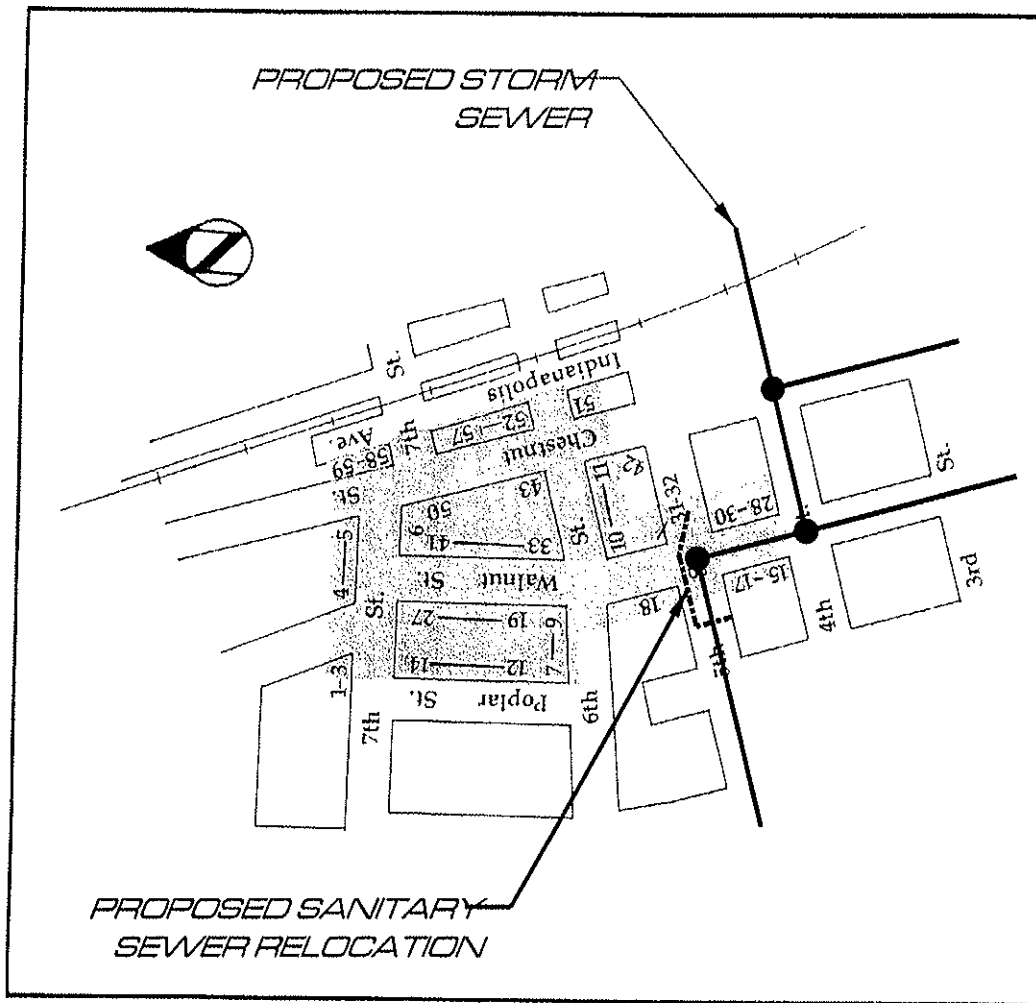 PROPOSED STORM
SEWER
St.
Indianapolis
Ave.
7th
58-59
52-57
51
Chestnut
St.
43
42
50
6
10-11
31-32
28-30
St.
4-5
41
33
St.
Walnut
St.
St.
27
19
18
15-17
3rd
4th
1-3
14
12
7-9
5th
7th
St.
Poplar
6th
PROPOSED SANITARY
SEWER RELOCATION